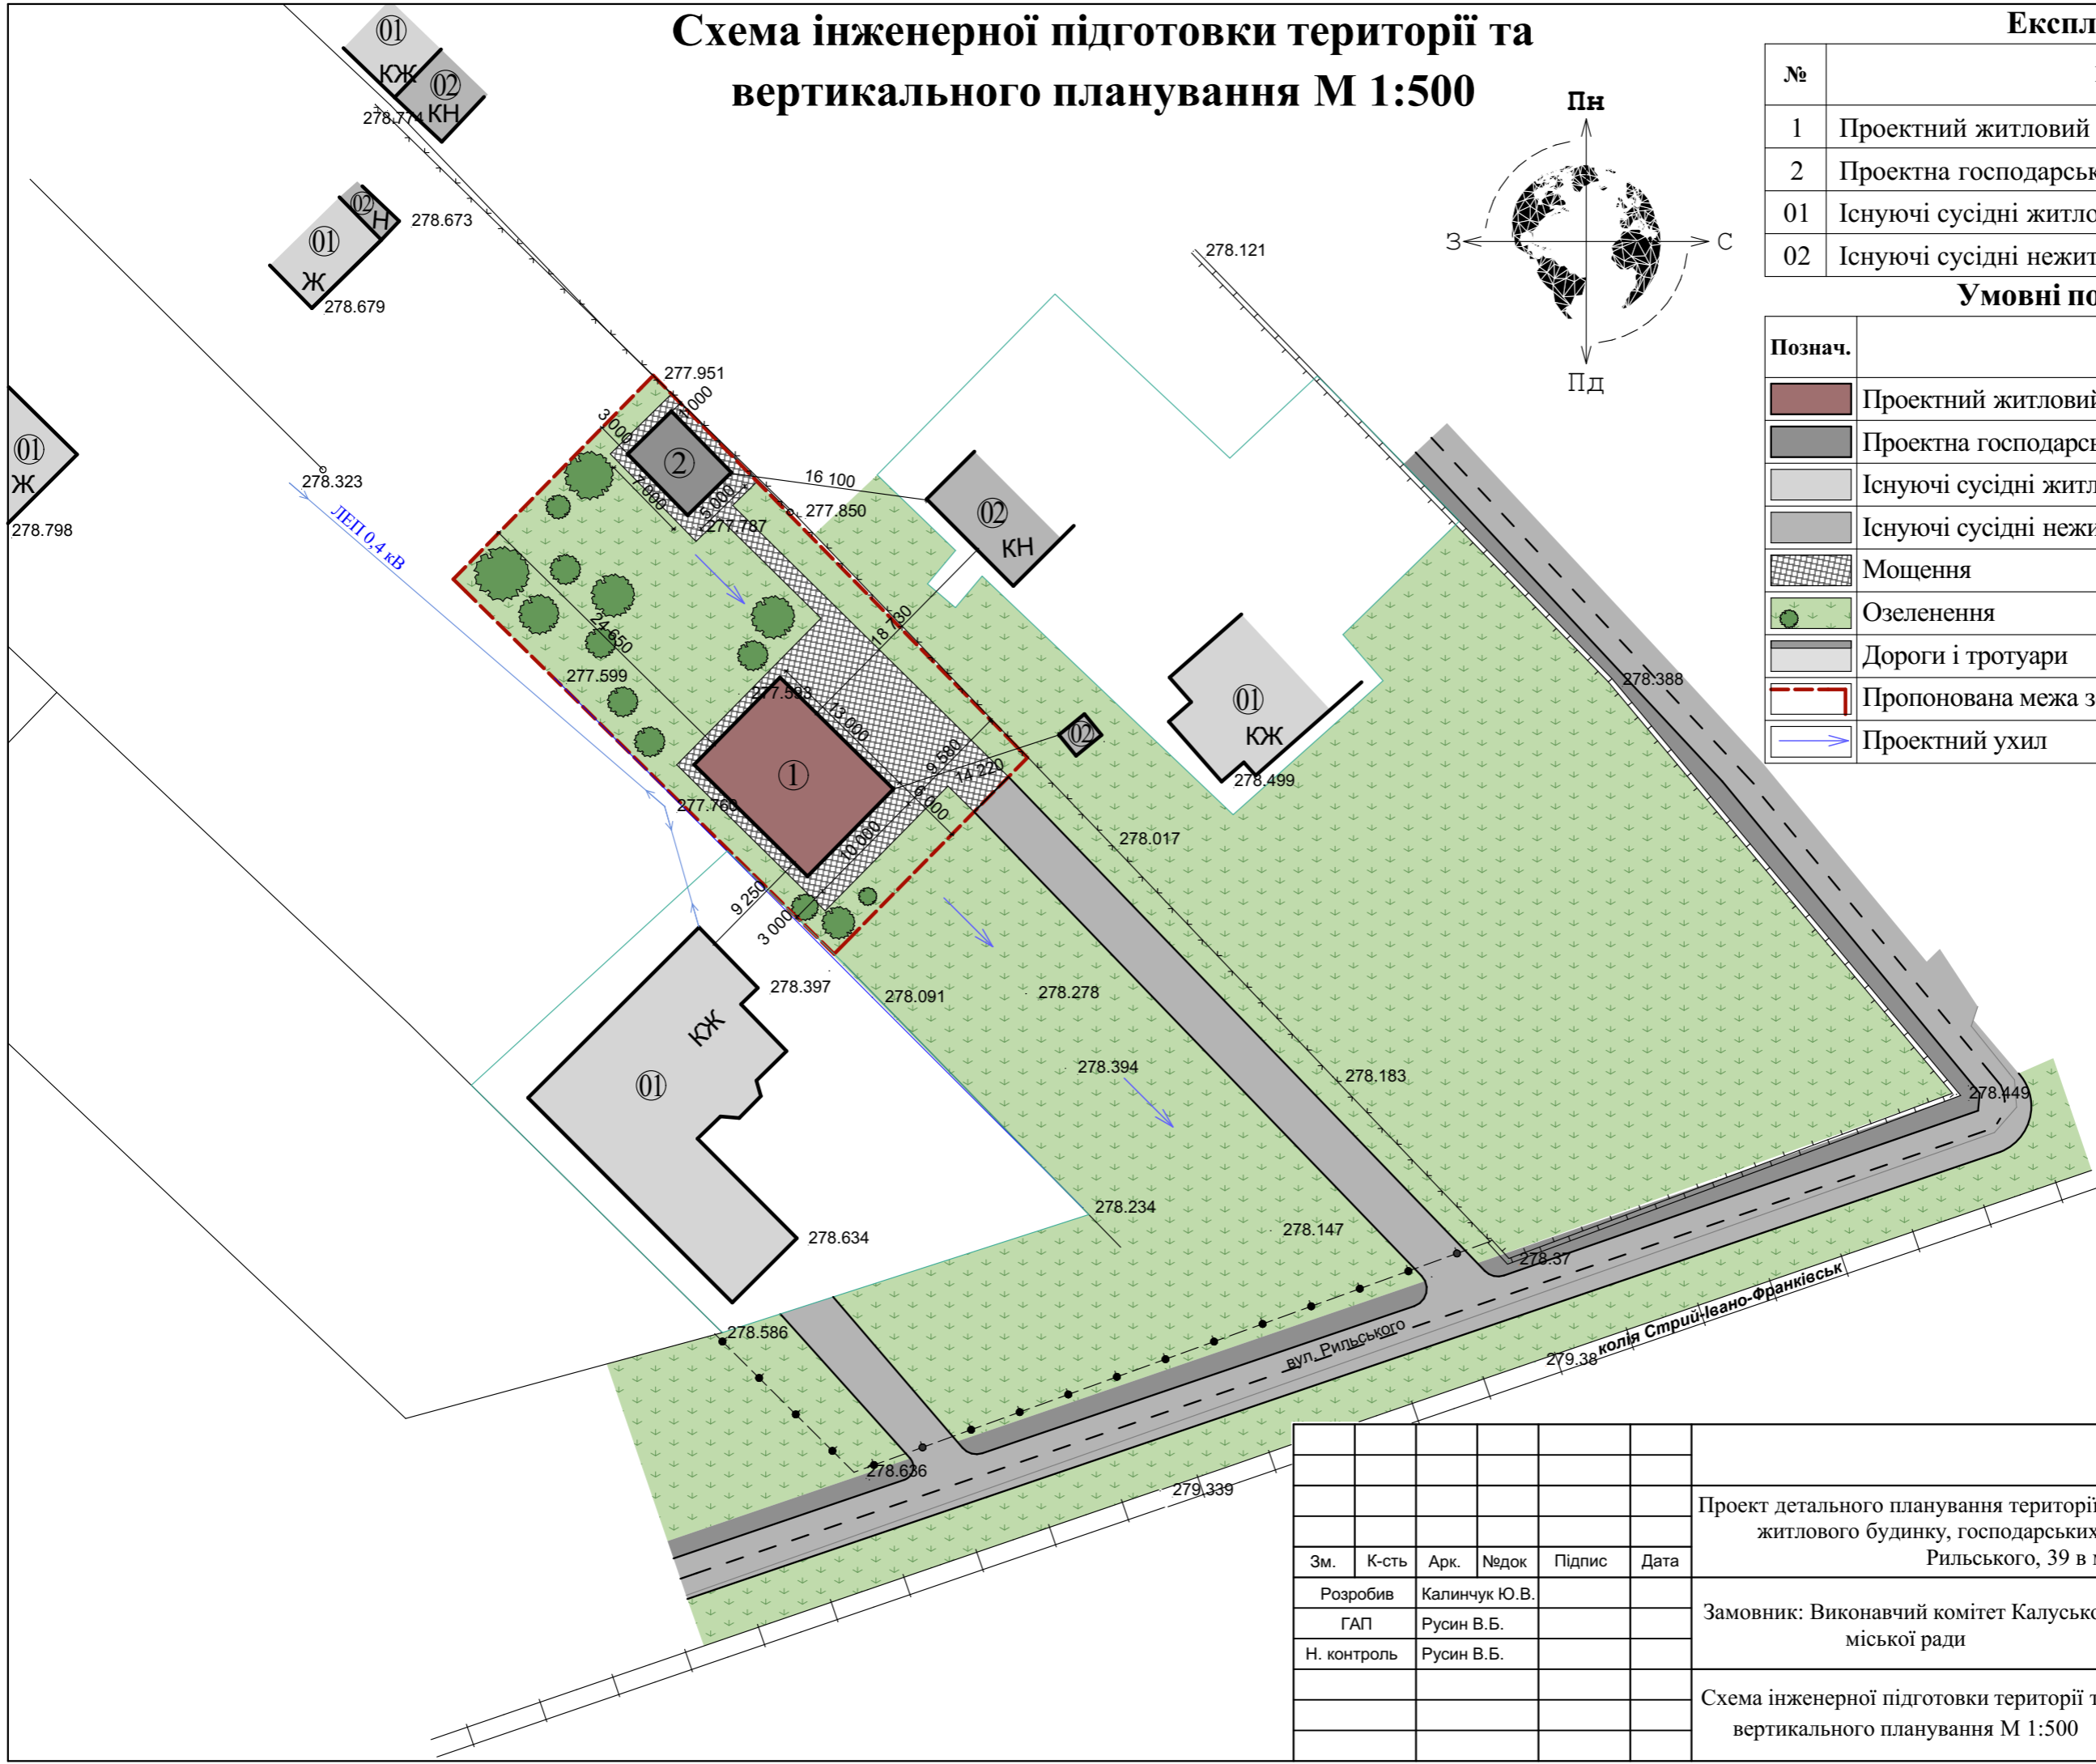 Схема інженерної підготовки території та
вертикального планування М 1:500
Пн
З
С
Пд
№
1 Проектний житловий
2 Проектна господарськ
01 Існуючі сусідні житло
02 Існуючі сусідні нежит
Познач.
Проектний житловий
Проектна господарсь
Існуючі сусідні житл
Існуючі сусідні нежи
Мощення
Озеленення
Дороги і тротуари
Пропонована межа з
Проектний ухил
01
КЖ
02
КН
278.774
02
Н
01
Ж
278.673
278.679
01
Ж
278.798
278.323
ЛЕП 0,4 кВ
278.121
277.951
3 000
2
7 000
5 000
277.787
16 100
277.850
02
КН
18 730
24 650
277.599
13 000
1
9 580
14 220
6 000
10 000
02
01
КЖ
278.499
278.388
278.017
9 250
3 000
278.397
КЖ
01
278.091
278.278
278.394
278.183
278.449
278.234
278.147
278.634
278.37
278.586
278.636
вул. Рильського
колія Стрий-Івано-Франківськ
279.38
279.339
Зм. К-сть Арк. №док Підпис Дата
Розробив Калинчук Ю.В.
ГАП Русин В.Б.
Н. контроль Русин В.Б.
Проект детального планування території
житлового будинку, господарських
Рильського, 39 в
Замовник: Виконавчий комітет Калусько
міської ради
Схема інженерної підготовки території т
вертикального планування М 1:500